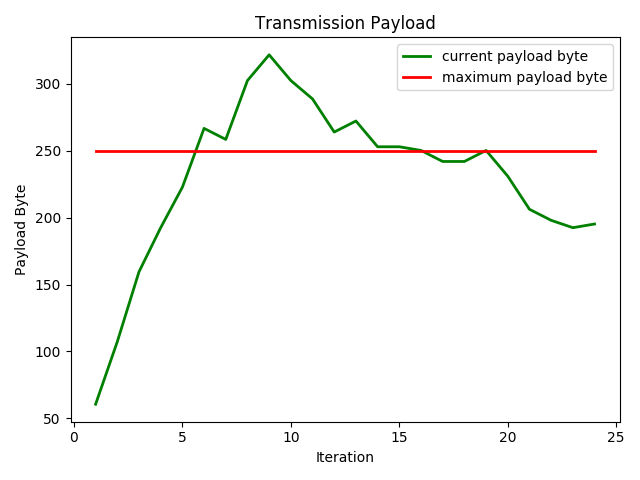 Transmission Payload
current payload byte
maximum payload byte
Payload Byte
300
250
200
150
100
50
0 5 10 15 20 25
Iteration